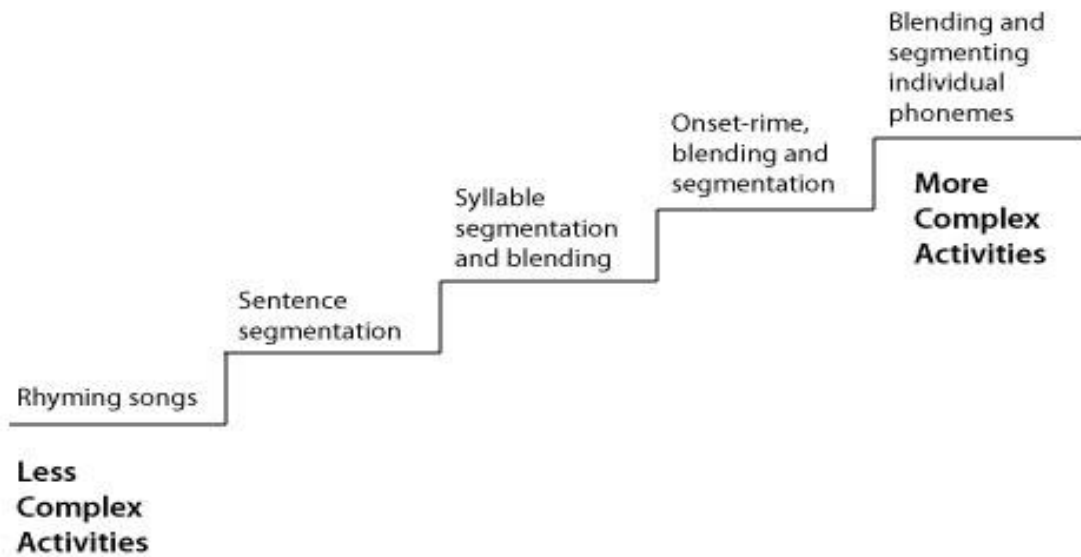 Blending and
segmenting
individual
phonemes
Onset-rime,
blending and
segmentation
More
Complex
Activities
Syllable
segmentation
and blending
Sentence
segmentation
Rhyming songs
Less
Complex
Activities